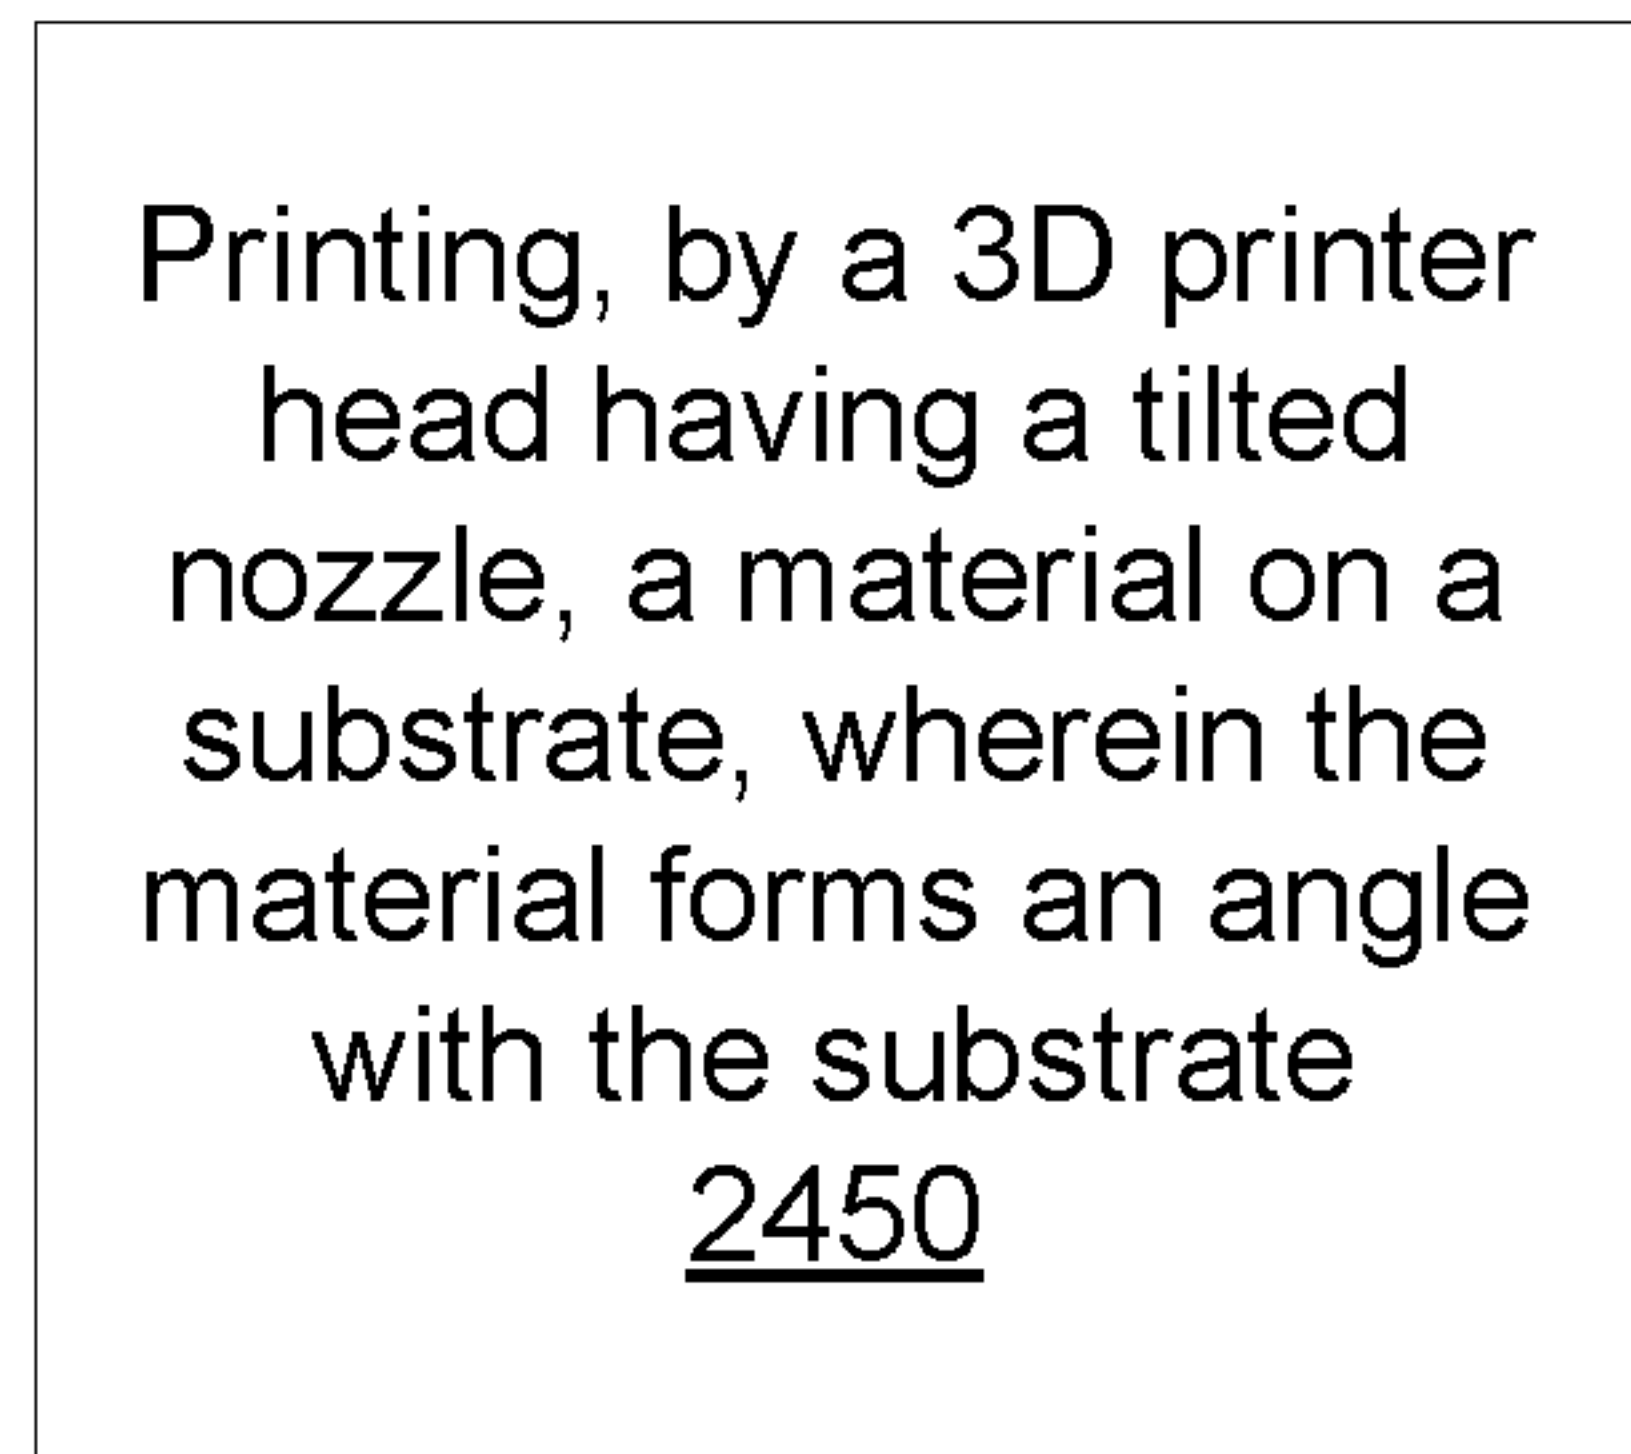 Printing, by a 3D printer
head having a tilted
nozzle, a material on a
substrate, wherein the
material forms an angle
with the substrate
2450